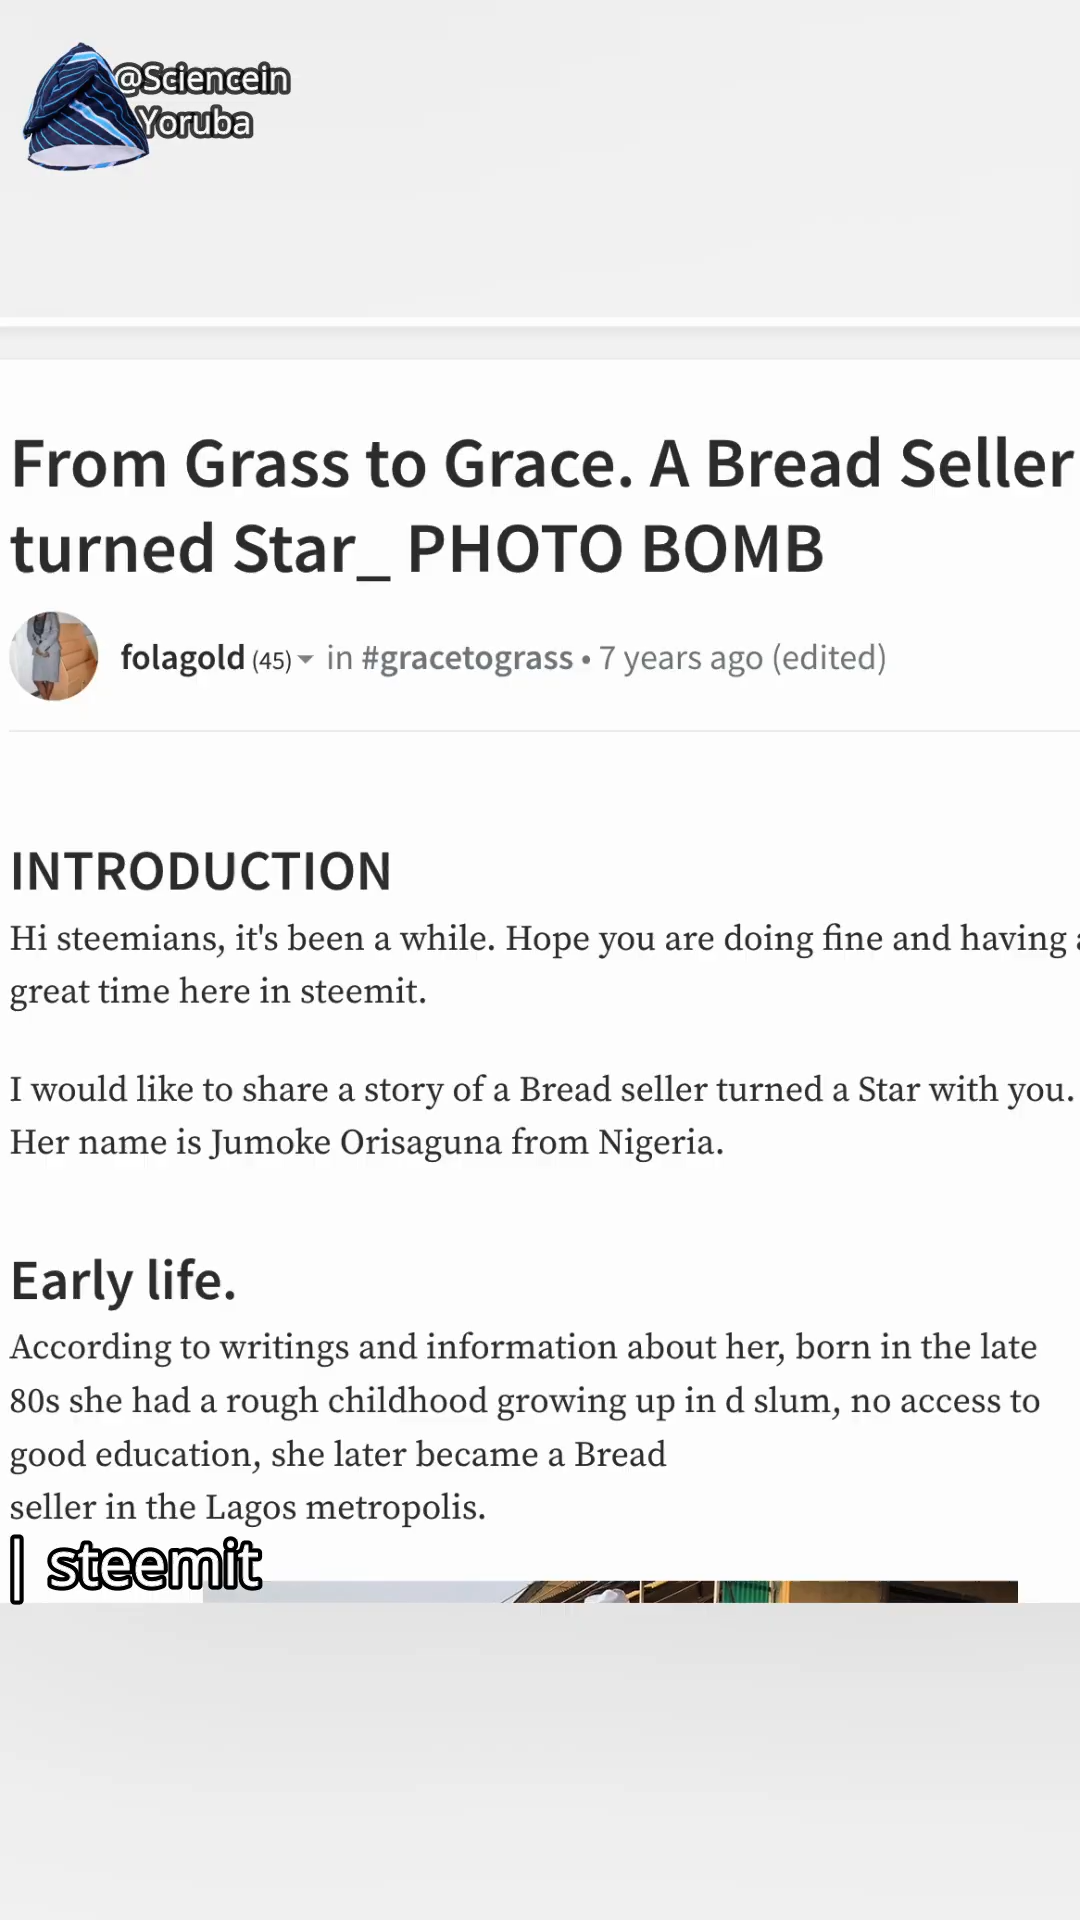 @Sciencein
Yoruba
From Grass to Grace. A Bread Seller
turned Star_ PHOTO BOMB
folagold (45) in #gracetograss • 7 years ago (edited)
INTRODUCTION
Hi steemians, it's been a while. Hope you are doing fine and having a
great time here in steemit.
I would like to share a story of a Bread seller turned a Star with you.
Her name is Jumoke Orisaguna from Nigeria.
Early life.
According to writings and information about her, born in the late
80s she had a rough childhood growing up in d slum, no access to
good education, she later became a Bread
seller in the Lagos metropolis.
| steemit